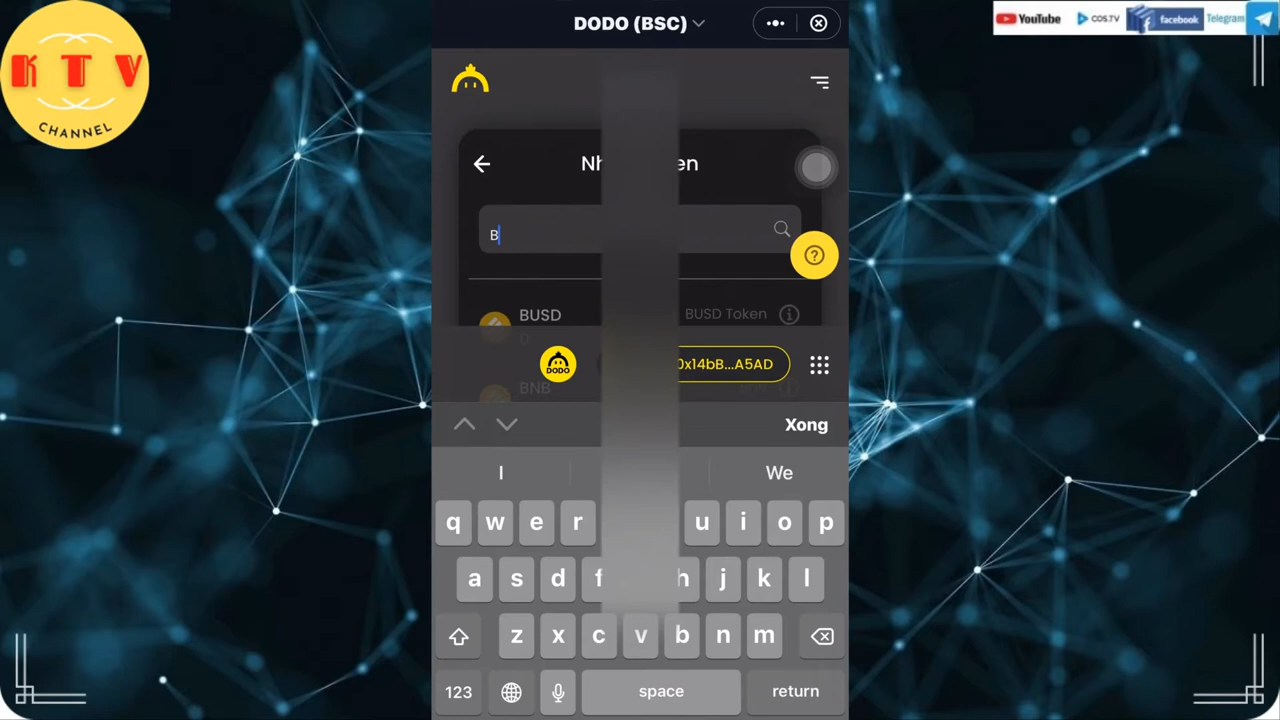 K T V
CHANNEL
YouTube
COS.TV
facebook
Telegram
DODO (BSC)
B
BUSD
BUSD Token
0
DODO
0x14bB...A5AD
BNB
Xong
I
We
q w e r u i o p
a s d f h j k l
z x c v b n m
123
space
return